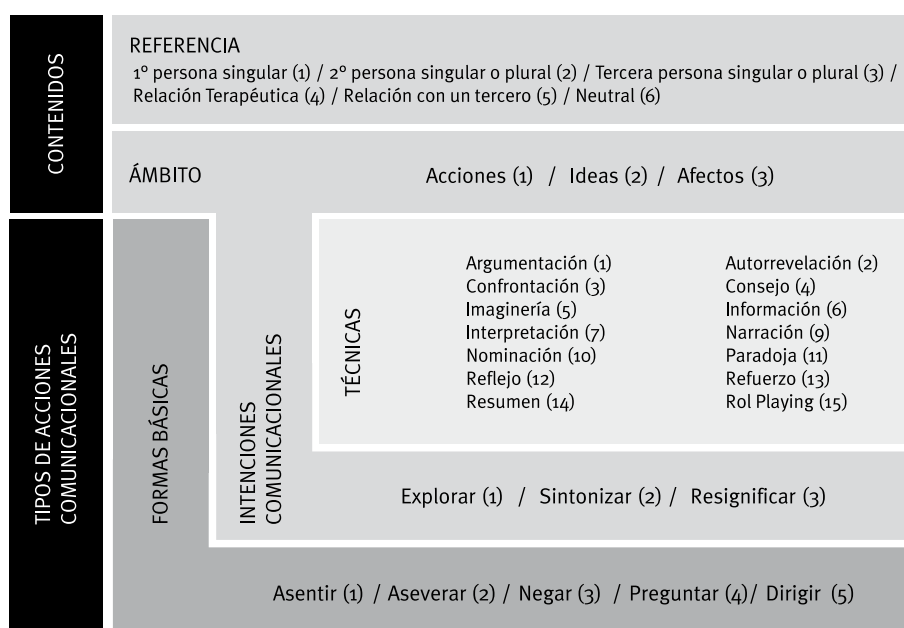 CONTENIDOS
REFERENCIA
1º persona singular (1) / 2º persona singular o plural (2) / Tercera persona singular o plural (3) /
Relación Terapéutica (4) / Relación con un tercero (5) / Neutral (6)
ÁMBITO
Acciones (1) / Ideas (2) / Afectos (3)
TIPOS DE ACCIONES
COMUNICACIONALES
FORMAS BÁSICAS
INTENCIONES
COMUNICACIONALES
TÉCNICAS
Argumentación (1) Autorrevelación (2)
Confrontación (3) Consejo (4)
Imaginería (5) Información (6)
Interpretación (7) Narración (9)
Nominación (10) Paradoja (11)
Reflejo (12) Refuerzo (13)
Resumen (14) Rol Playing (15)
Explorar (1) / Sintonizar (2) / Resignificar (3)
Asentir (1) / Aseverar (2) / Negar (3) / Preguntar (4)/ Dirigir (5)